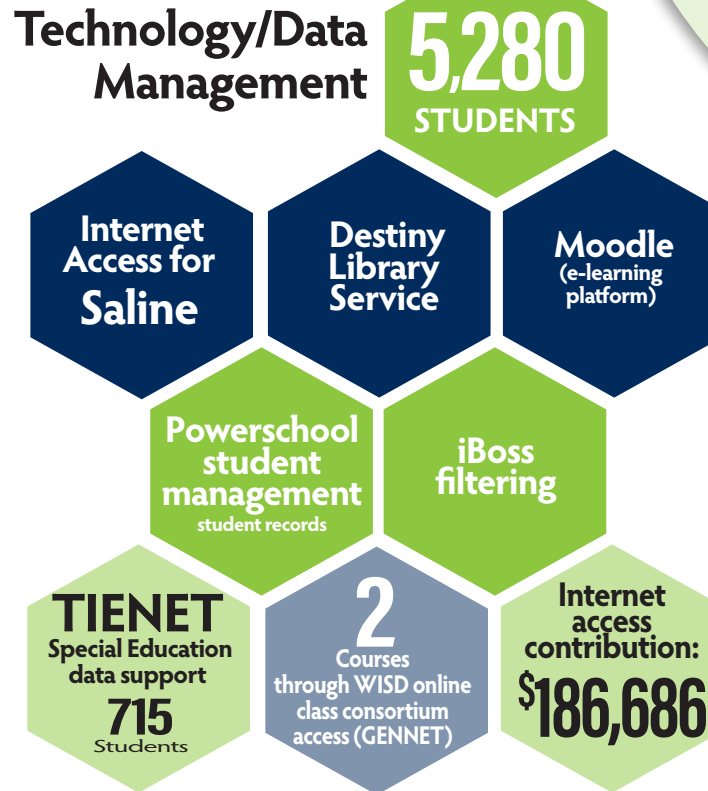 Technology/Data
Management
5,280
STUDENTS
Internet
Access for
Saline
Destiny
Library
Service
Moodle
(e-learning
platform)
Powerschool
student
management
student records
iBoss
filtering
TIENET
Special Education
data support
715
Students
2
Courses
through WISD online
class consortium
access (GENNET)
Internet
access
contribution:
$186,686